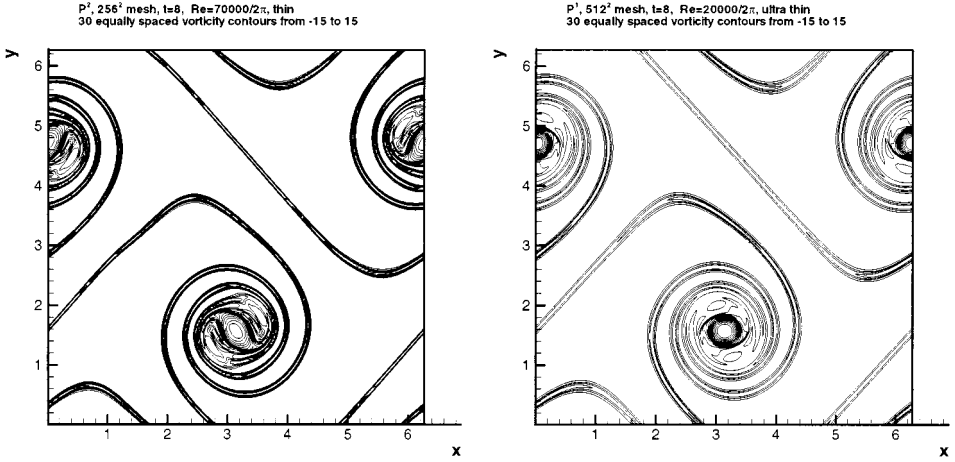 P², 256² mesh, t=8, Re=70000/2π, thin
30 equally spaced vorticity contours from -15 to 15
y
6
5
4
3
2
1
1 2 3 4 5 6
x
P¹, 512² mesh, t=8, Re=20000/2π, ultra thin
30 equally spaced vorticity contours from -15 to 15
y
6
5
4
3
2
1
1 2 3 4 5 6
x